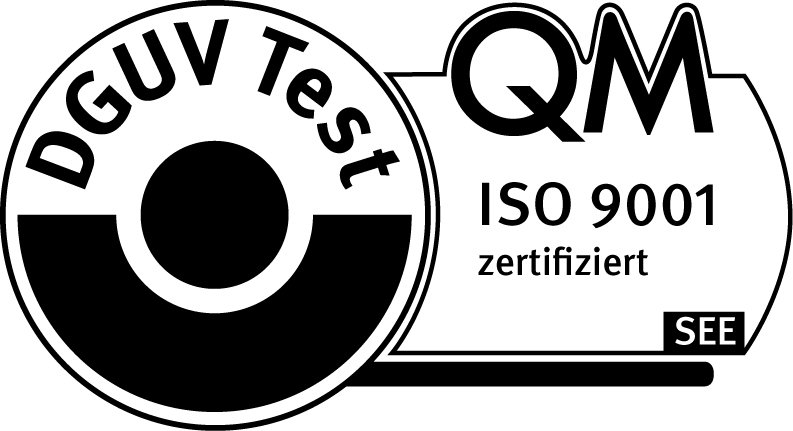 DGUV Test
QM
ISO 9001
zertifiziert
SEE